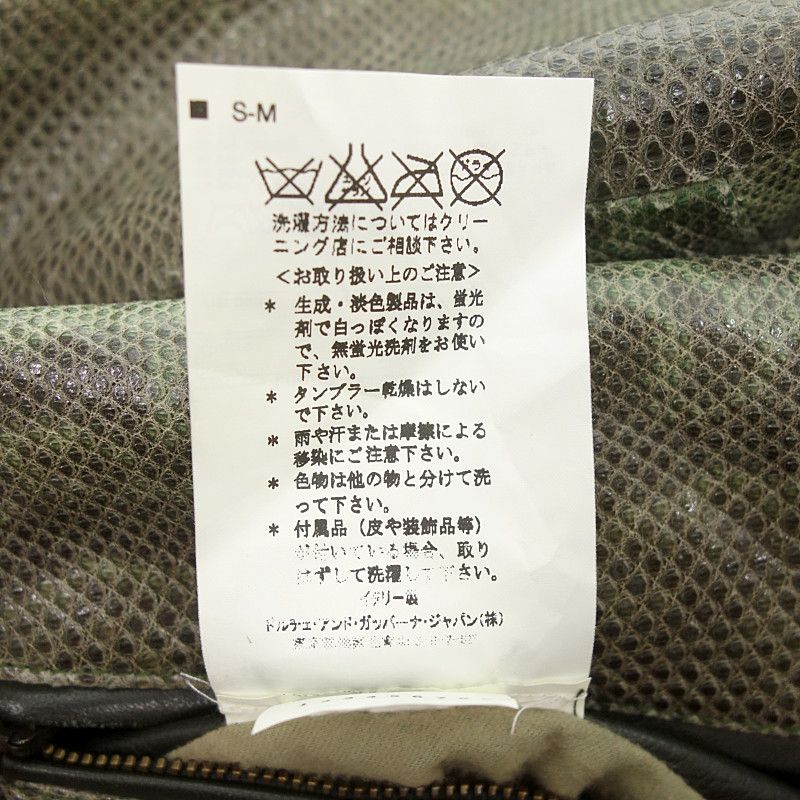 S-M
洗濯方法についてはクリー
ニング店にご相談下さい。
＜お取り扱い上のご注意＞
* 生成・淡色製品は、蛍光
剤で白っぽくなりますの
で、無蛍光洗剤をお使い
下さい。
* タンブラー乾燥はしない
で下さい。
* 雨や汗または摩擦による
移染にご注意下さい。
* 色物は他の物と分けて洗
って下さい。
* 付属品（皮や装飾品等）
が付いている場合、取り
はずして洗濯して下さい。
イタリー製
ドルチェ・アンド・ガッバーナ・ジャパン(株)